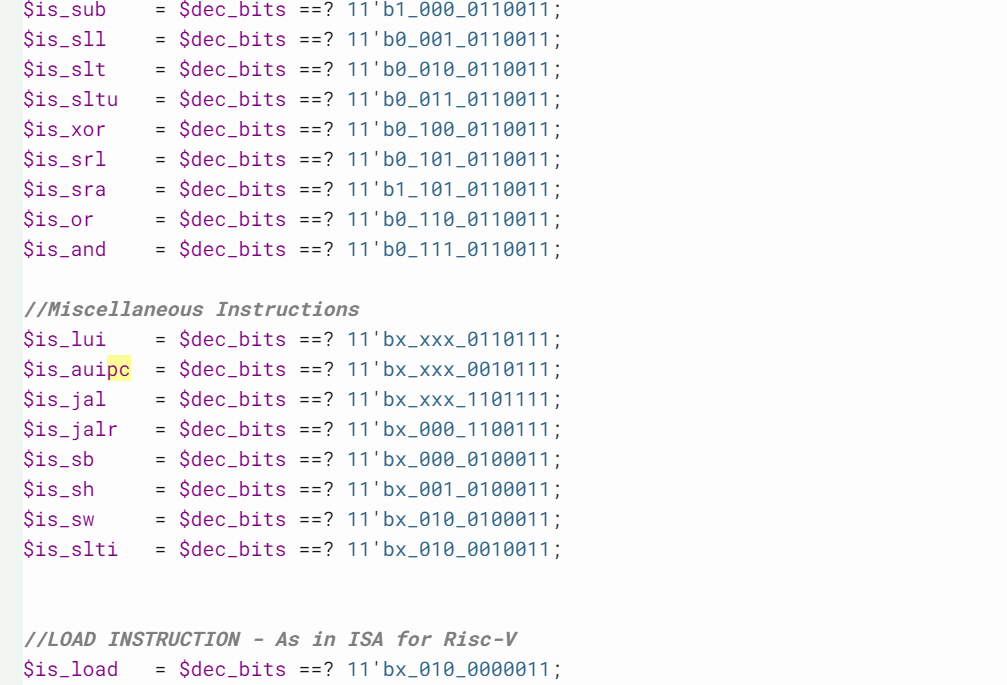 $is_sub = $dec_bits ==? 11'b1_000_0110011;
$is_sll = $dec_bits ==? 11'b0_001_0110011;
$is_slt = $dec_bits ==? 11'b0_010_0110011;
$is_sltu = $dec_bits ==? 11'b0_011_0110011;
$is_xor = $dec_bits ==? 11'b0_100_0110011;
$is_srl = $dec_bits ==? 11'b0_101_0110011;
$is_sra = $dec_bits ==? 11'b1_101_0110011;
$is_or = $dec_bits ==? 11'b0_110_0110011;
$is_and = $dec_bits ==? 11'b0_111_0110011;
//Miscellaneous Instructions
$is_lui = $dec_bits ==? 11'bx_xxx_0110111;
$is_auipc = $dec_bits ==? 11'bx_xxx_0010111;
$is_jal = $dec_bits ==? 11'bx_xxx_1101111;
$is_jalr = $dec_bits ==? 11'bx_000_1100111;
$is_sb = $dec_bits ==? 11'bx_000_0100011;
$is_sh = $dec_bits ==? 11'bx_001_0100011;
$is_sw = $dec_bits ==? 11'bx_010_0100011;
$is_slti = $dec_bits ==? 11'bx_010_0010011;
//LOAD INSTRUCTION - As in ISA for Risc-V
$is_load = $dec_bits ==? 11'bx_010_0000011;